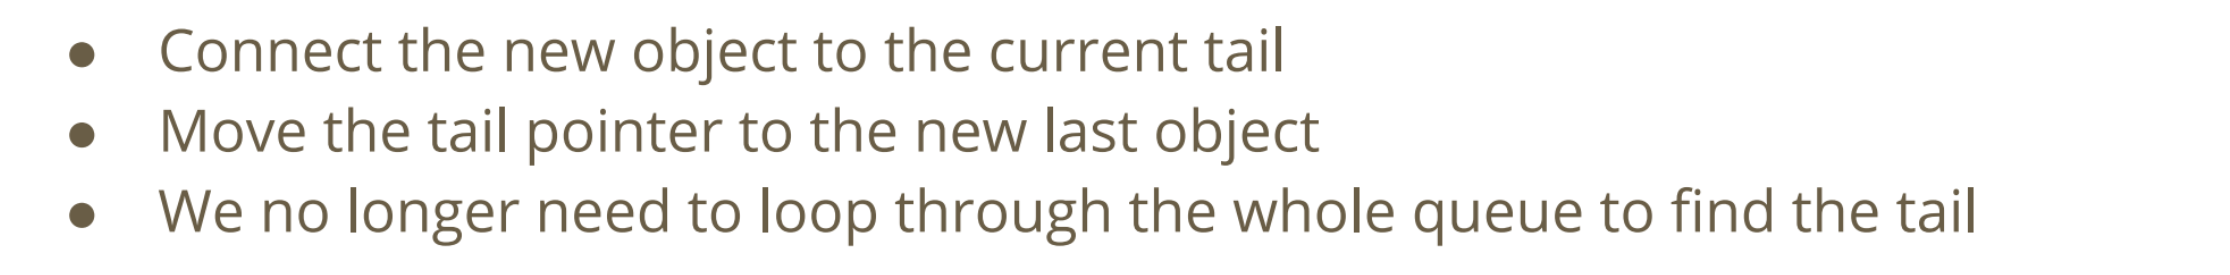 ● Connect the new object to the current tail
● Move the tail pointer to the new last object
● We no longer need to loop through the whole queue to find the tail